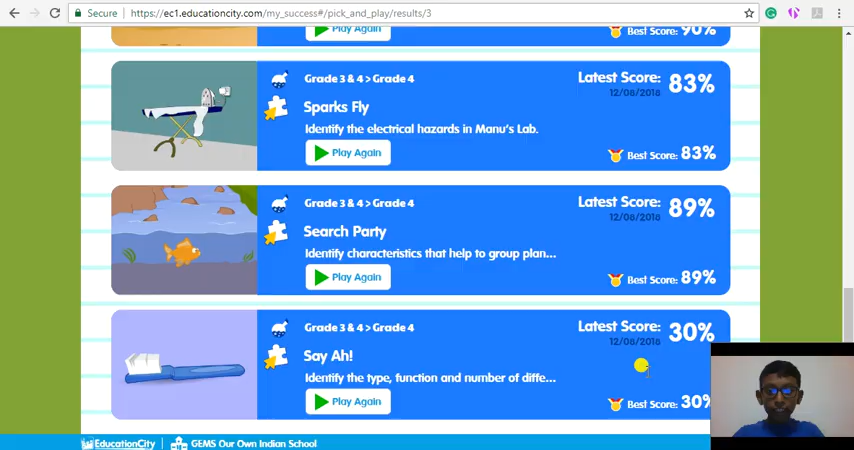 Secure
https://ec1.educationcity.com/my_success#/pick_and_play/results/3
Play Again
Best Score: 90%
Grade 3 & 4 > Grade 4
Latest Score: 83%
12/08/2018
Sparks Fly
Identify the electrical hazards in Manu's Lab.
Play Again
Best Score: 83%
Grade 3 & 4 > Grade 4
Latest Score: 89%
12/08/2018
Search Party
Identify characteristics that help to group plan...
Play Again
Best Score: 89%
Grade 3 & 4 > Grade 4
Latest Score: 30%
12/08/2018
Say Ah!
Identify the type, function and number of diffe...
Play Again
Best Score: 30%
EducationCity
GEMS Our Own Indian School